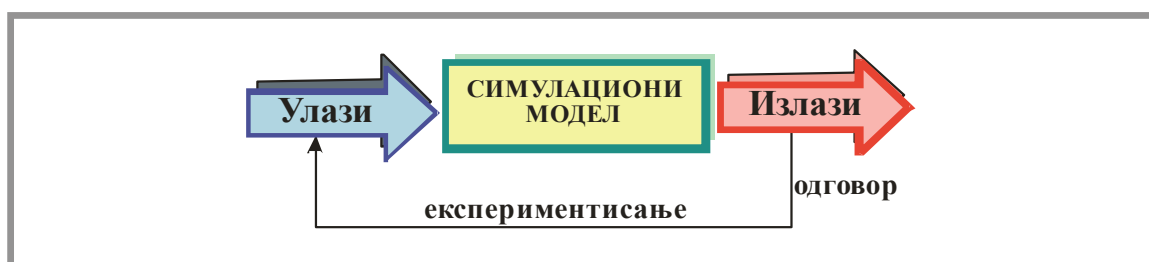 Улази
СИМУЛАЦИОНИ
МОДЕЛ
Излази
одговор
експериментисање